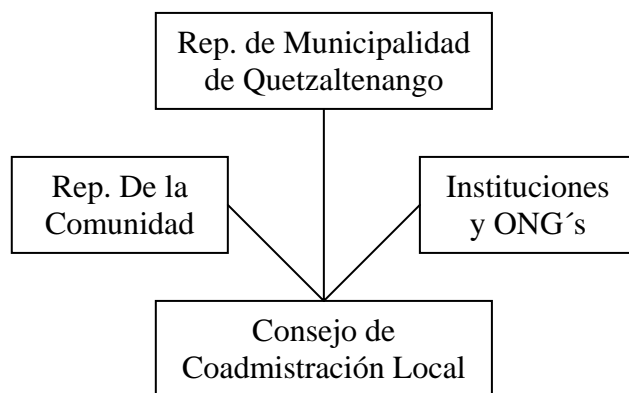 Rep. de Municipalidad
de Quetzaltenango
Rep. De la
Comunidad
Instituciones
y ONG´s
Consejo de
Coadmistración Local